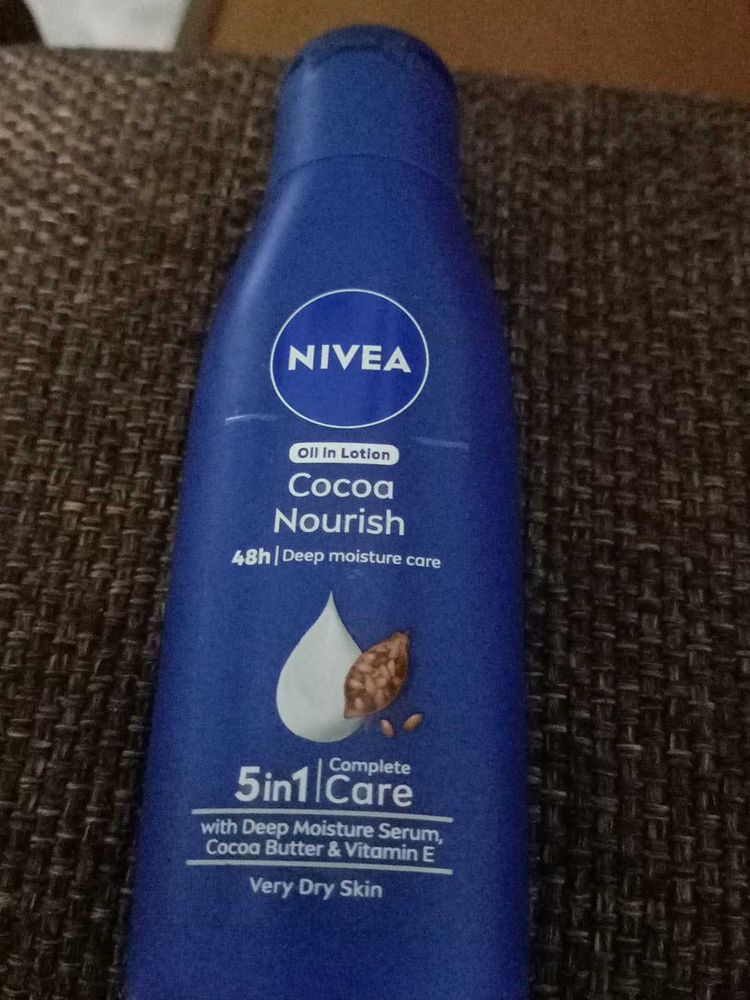 NIVEA
Oil in Lotion
Cocoa
Nourish
48h | Deep moisture care
5in1 | Complete
Care
with Deep Moisture Serum,
Cocoa Butter & Vitamin E
Very Dry Skin